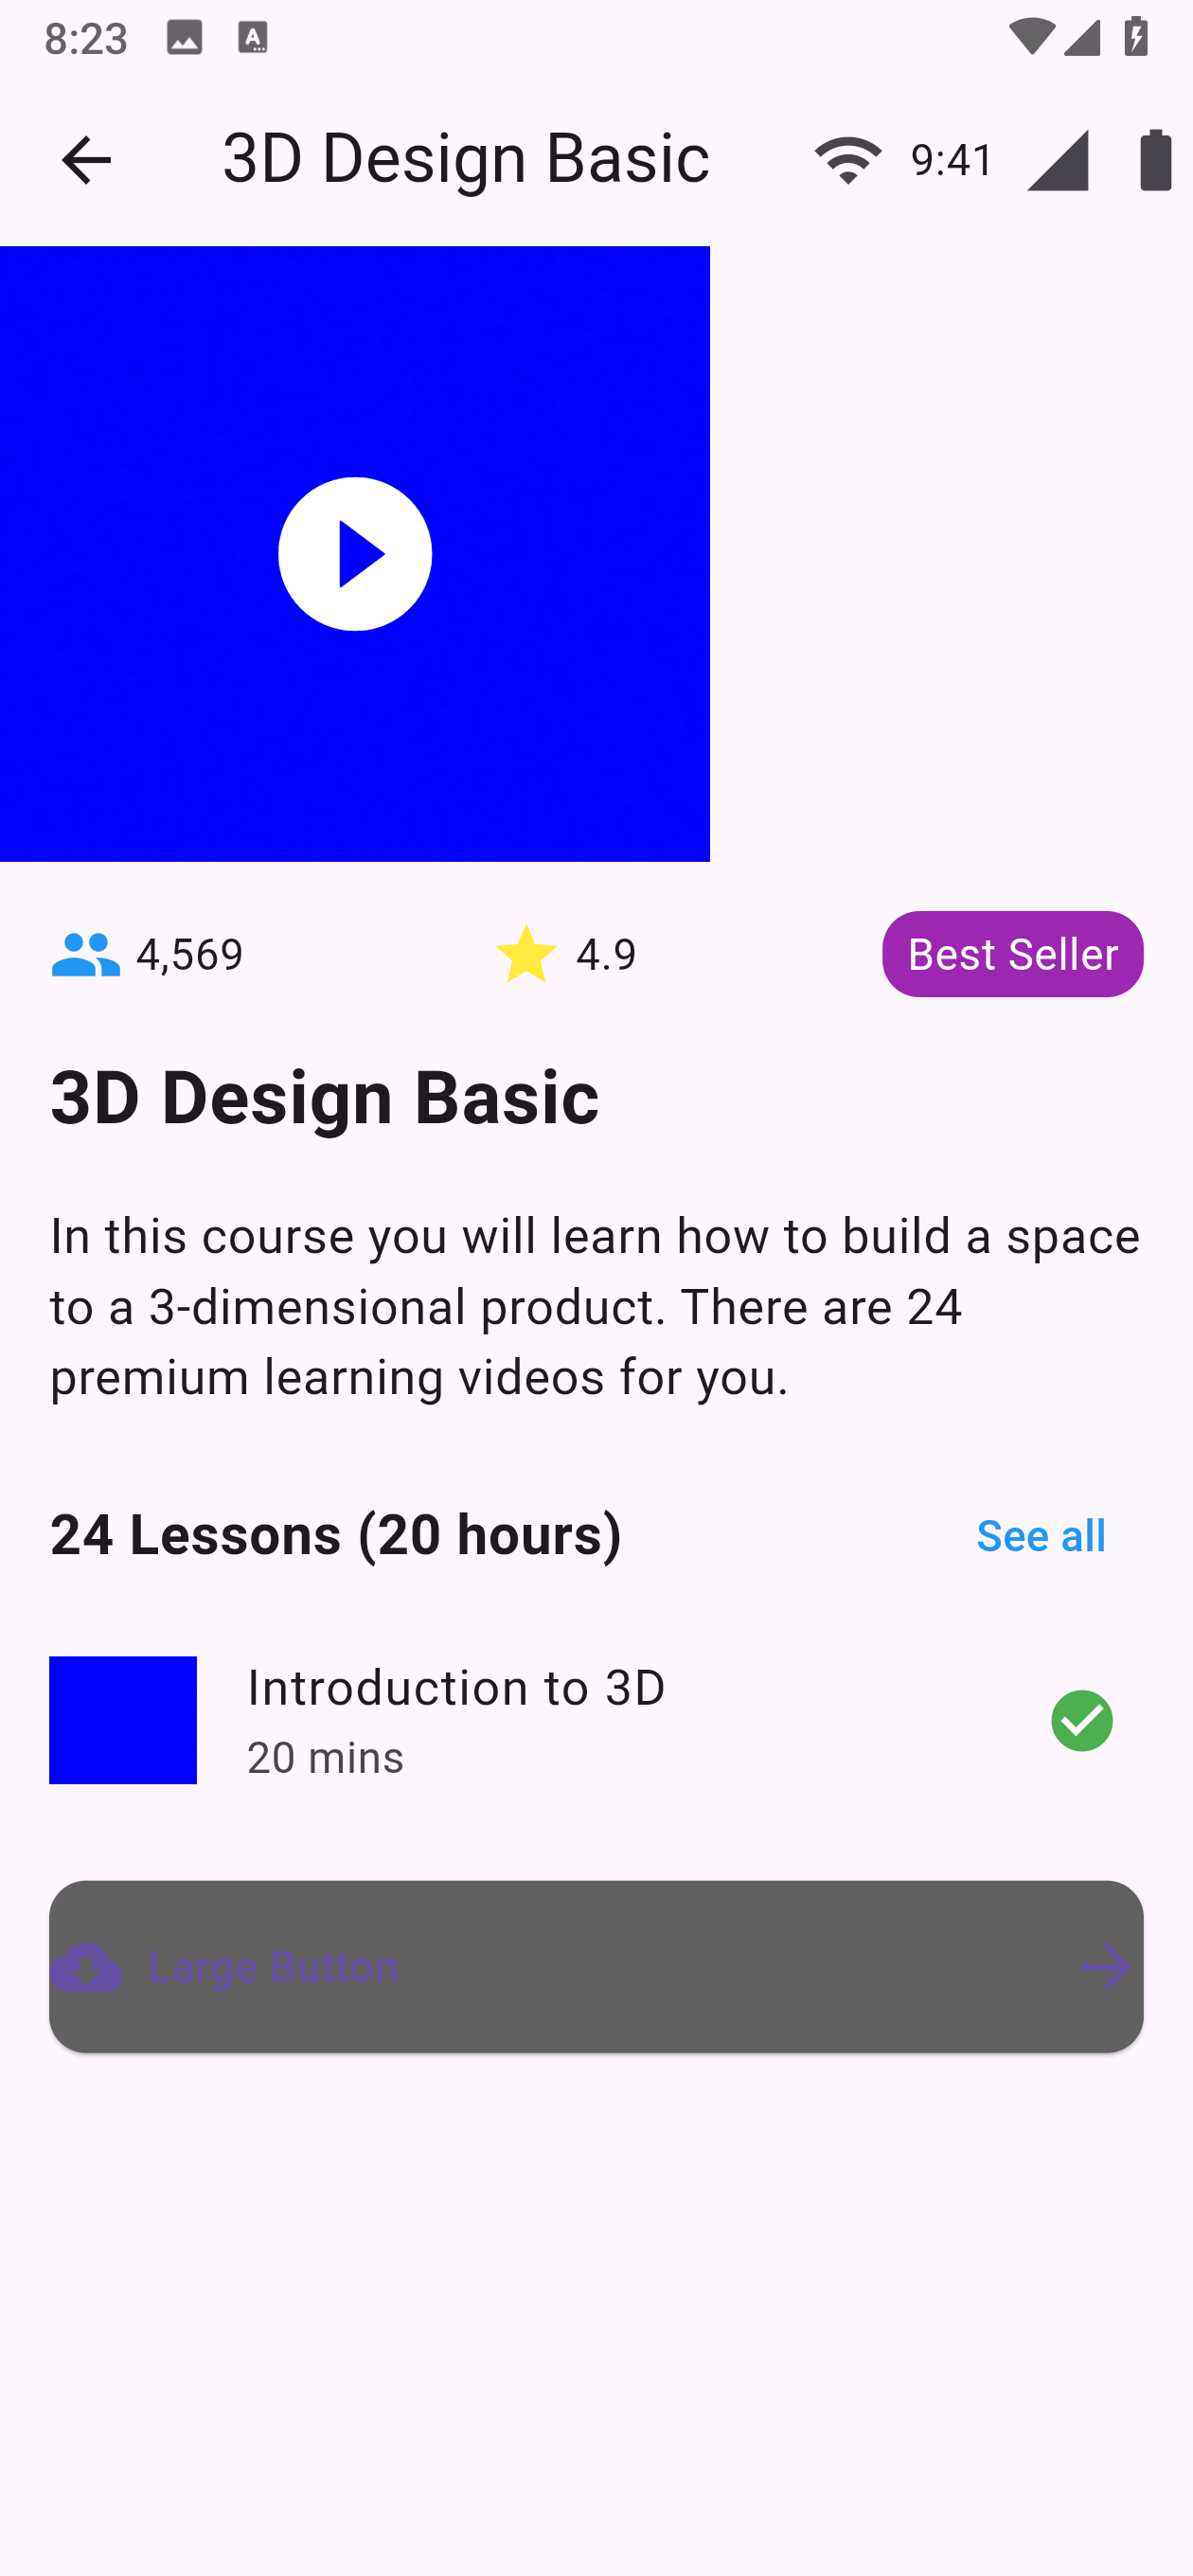 8:23
3D Design Basic 9:41
4,569 4.9 Best Seller
3D Design Basic
In this course you will learn how to build a space
to a 3-dimensional product. There are 24
premium learning videos for you.
24 Lessons (20 hours) See all
Introduction to 3D
20 mins
Large Button